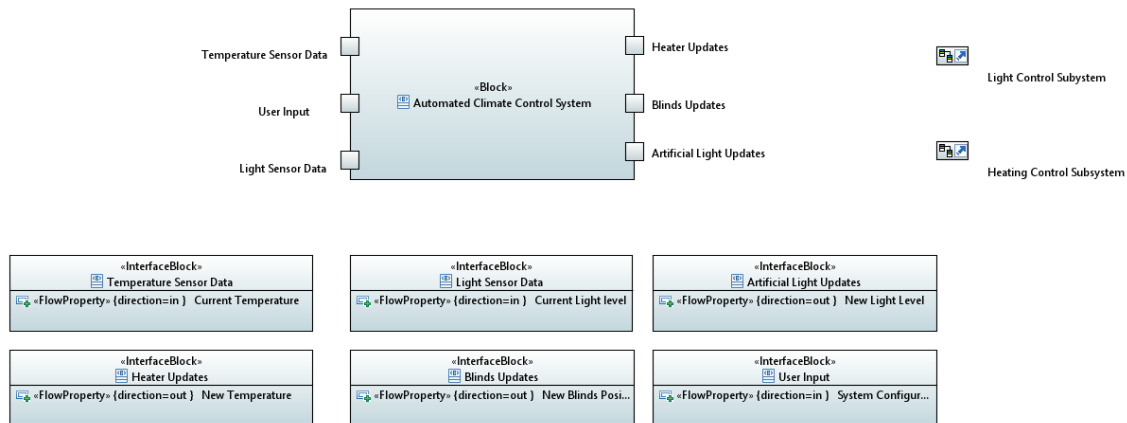 Temperature Sensor Data
User Input
Light Sensor Data
«Block»
Automated Climate Control System
Heater Updates
Blinds Updates
Artificial Light Updates
Light Control Subystem
Heating Control Subsystem
«InterfaceBlock»
Temperature Sensor Data
«FlowProperty» {direction=in } Current Temperature
«InterfaceBlock»
Light Sensor Data
«FlowProperty» {direction=in } Current Light level
«InterfaceBlock»
Artificial Light Updates
«FlowProperty» {direction=out } New Light Level
«InterfaceBlock»
Heater Updates
«FlowProperty» {direction=out } New Temperature
«InterfaceBlock»
Blinds Updates
«FlowProperty» {direction=out } New Blinds Posi...
«InterfaceBlock»
User Input
«FlowProperty» {direction=in } System Configur...